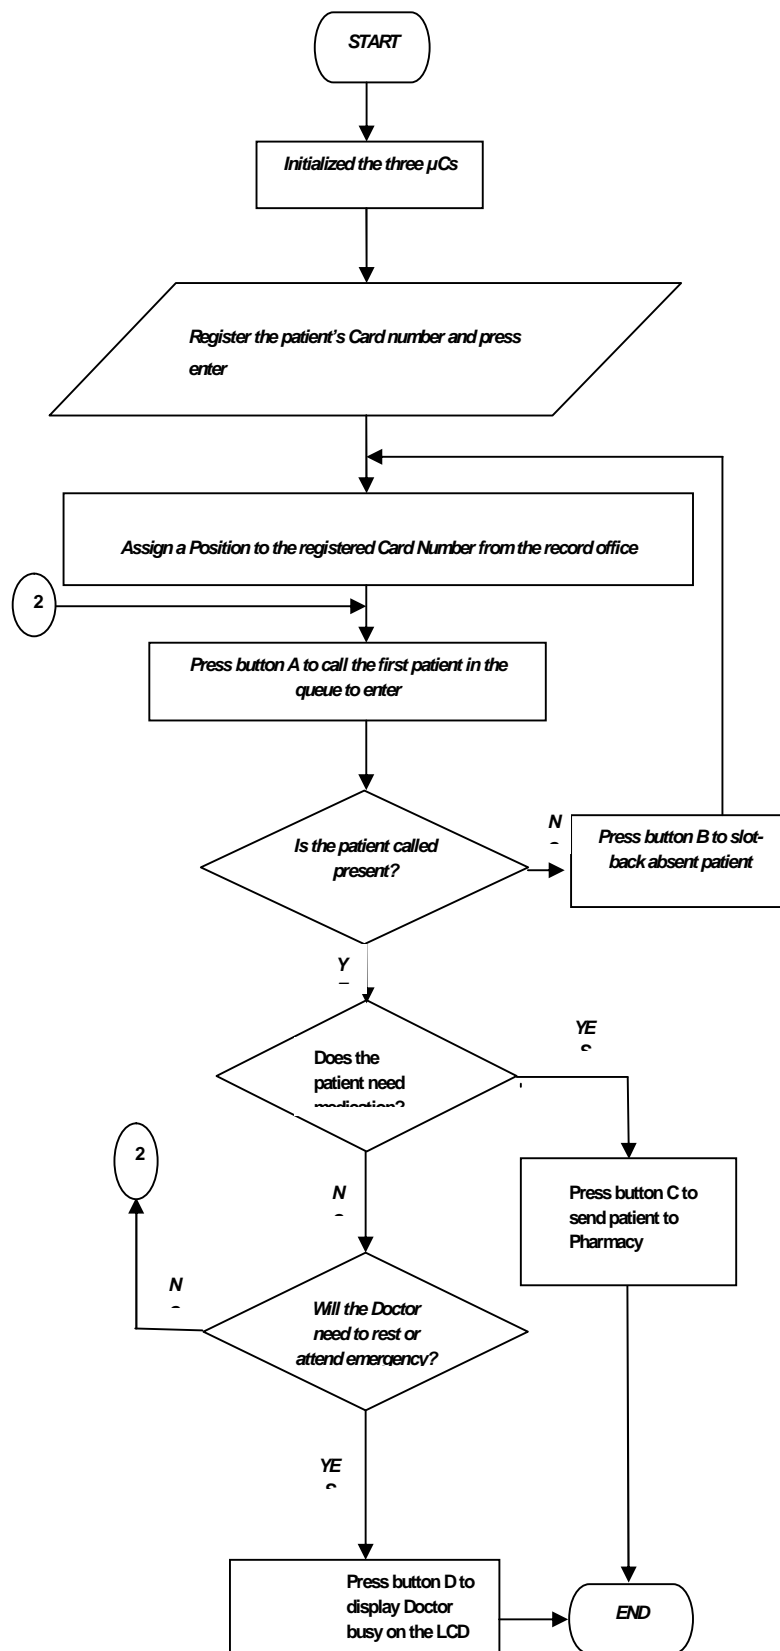 START
Initialized the three µCs
Register the patient's Card number and press
enter
Assign a Position to the registered Card Number from the record office
2
Press button A to call the first patient in the
queue to enter
Is the patient called
present?
N
Press button B to slot-
back absent patient
Y
Does the
patient need
medication?
YE
S
2
N
Press button C to
send patient to
Pharmacy
N
Will the Doctor
need to rest or
attend emergency?
YE
S
Press button D to
display Doctor
busy on the LCD
END